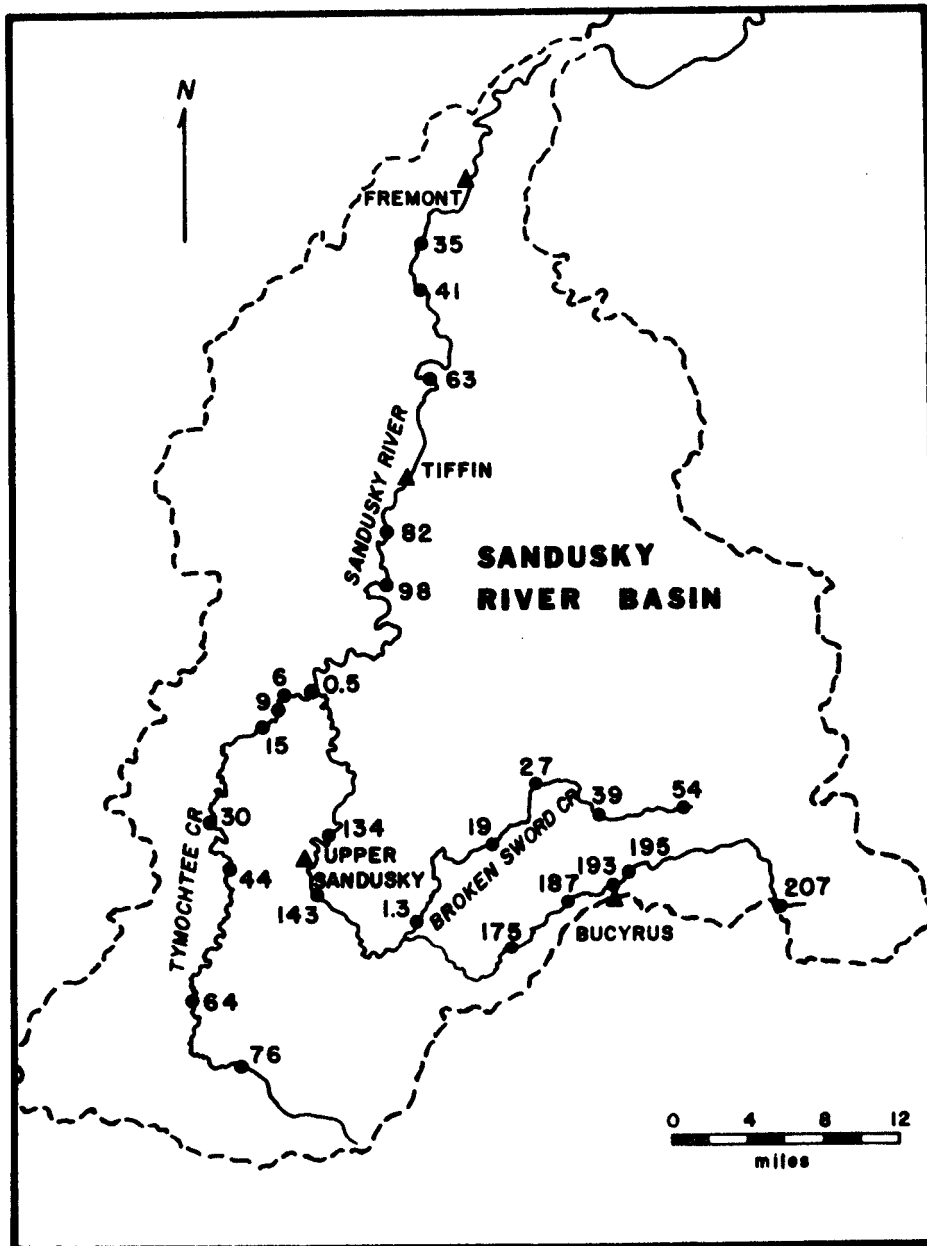 N
FREMONT
35
41
63
SANDUSKY RIVER
TIFFIN
82
98
SANDUSKY
RIVER BASIN
6
0.5
9
15
27
39
54
30
134
19
BROKEN SWORD CR
TYMOCHTEE CR
44
UPPER
SANDUSKY
143
1.3
175
187
193
195
207
BUCYRUS
64
76
0 4 8 12
miles